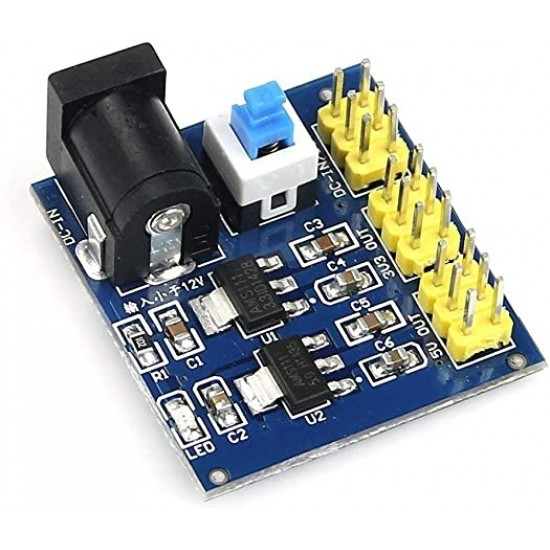 DC-IN
DC-IN
C3
3V3 OUT
C4
输入小于12V
AMS1117
U1
C5
5V OUT
R1
C1
C6
AMS1117
U2
C2
LED